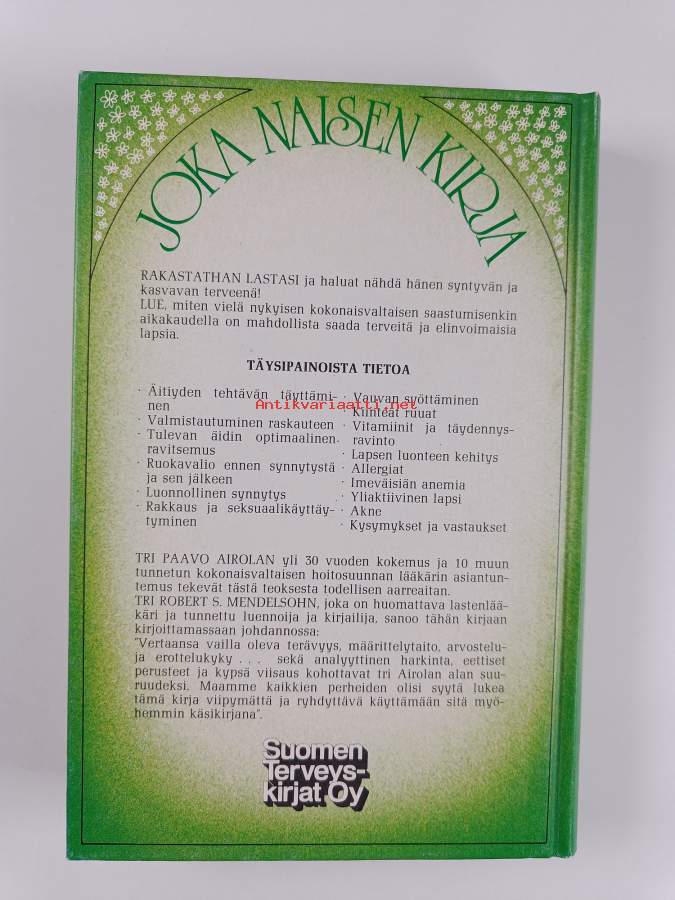 JOKA NAISEN KIRJA
RAKASTATHAN LASTASI ja haluat nähdä hänen syntyvän ja
kasvavan terveenä!
LUE, miten vielä nykyisen kokonaisvaltaisen saastumisenkin
aikakaudella on mahdollista saada terveitä ja elinvoimaisia
lapsia.
TÄYSIPAINOISTA TIETOA
· Äitiyden tehtävän täyttämi-
nen
· Valmistautuminen raskauteen
· Tulevan äidin optimaalinen
ravitsemus
· Ruokavalio ennen synnytystä
ja sen jälkeen
· Luonnollinen synnytys
· Rakkaus ja seksuaalikäyttäy-
tyminen
· Vauvan syöttäminen
· Kiinteät ruuat
· Vitamiinit ja täydennys-
ravinto
· Lapsen luonteen kehitys
· Allergiat
· Imeväisiän anemia
· Yliaktiivinen lapsi
· Akne
· Kysymykset ja vastaukset
Antikvariaatti.net
TRI PAAVO AIROLAN yli 30 vuoden kokemus ja 10 muun
tunnetun kokonaisvaltaisen hoitosuunnan lääkärin asiantun-
temus tekevät tästä teoksesta todellisen aarreaitan.
TRI ROBERT S. MENDELSOHN, joka on huomattava lastenlää-
käri ja tunnettu luennoija ja kirjailija, sanoo tähän kirjaan
kirjoittamassaan johdannossa:
"Vertaansa vailla oleva terävyys, määrittelytaito, arvostelu-
ja erottelukyky . . . sekä analyyttinen harkinta, eettiset
perusteet ja kypsä viisaus kohottavat tri Airolan alan suu-
ruudeksi. Maamme kaikkien perheiden olisi syytä lukea
tämä kirja viipymättä ja ryhdyttävä käyttämään sitä myö-
hemmin käsikirjana".
Suomen
Terveys-
kirjat Oy